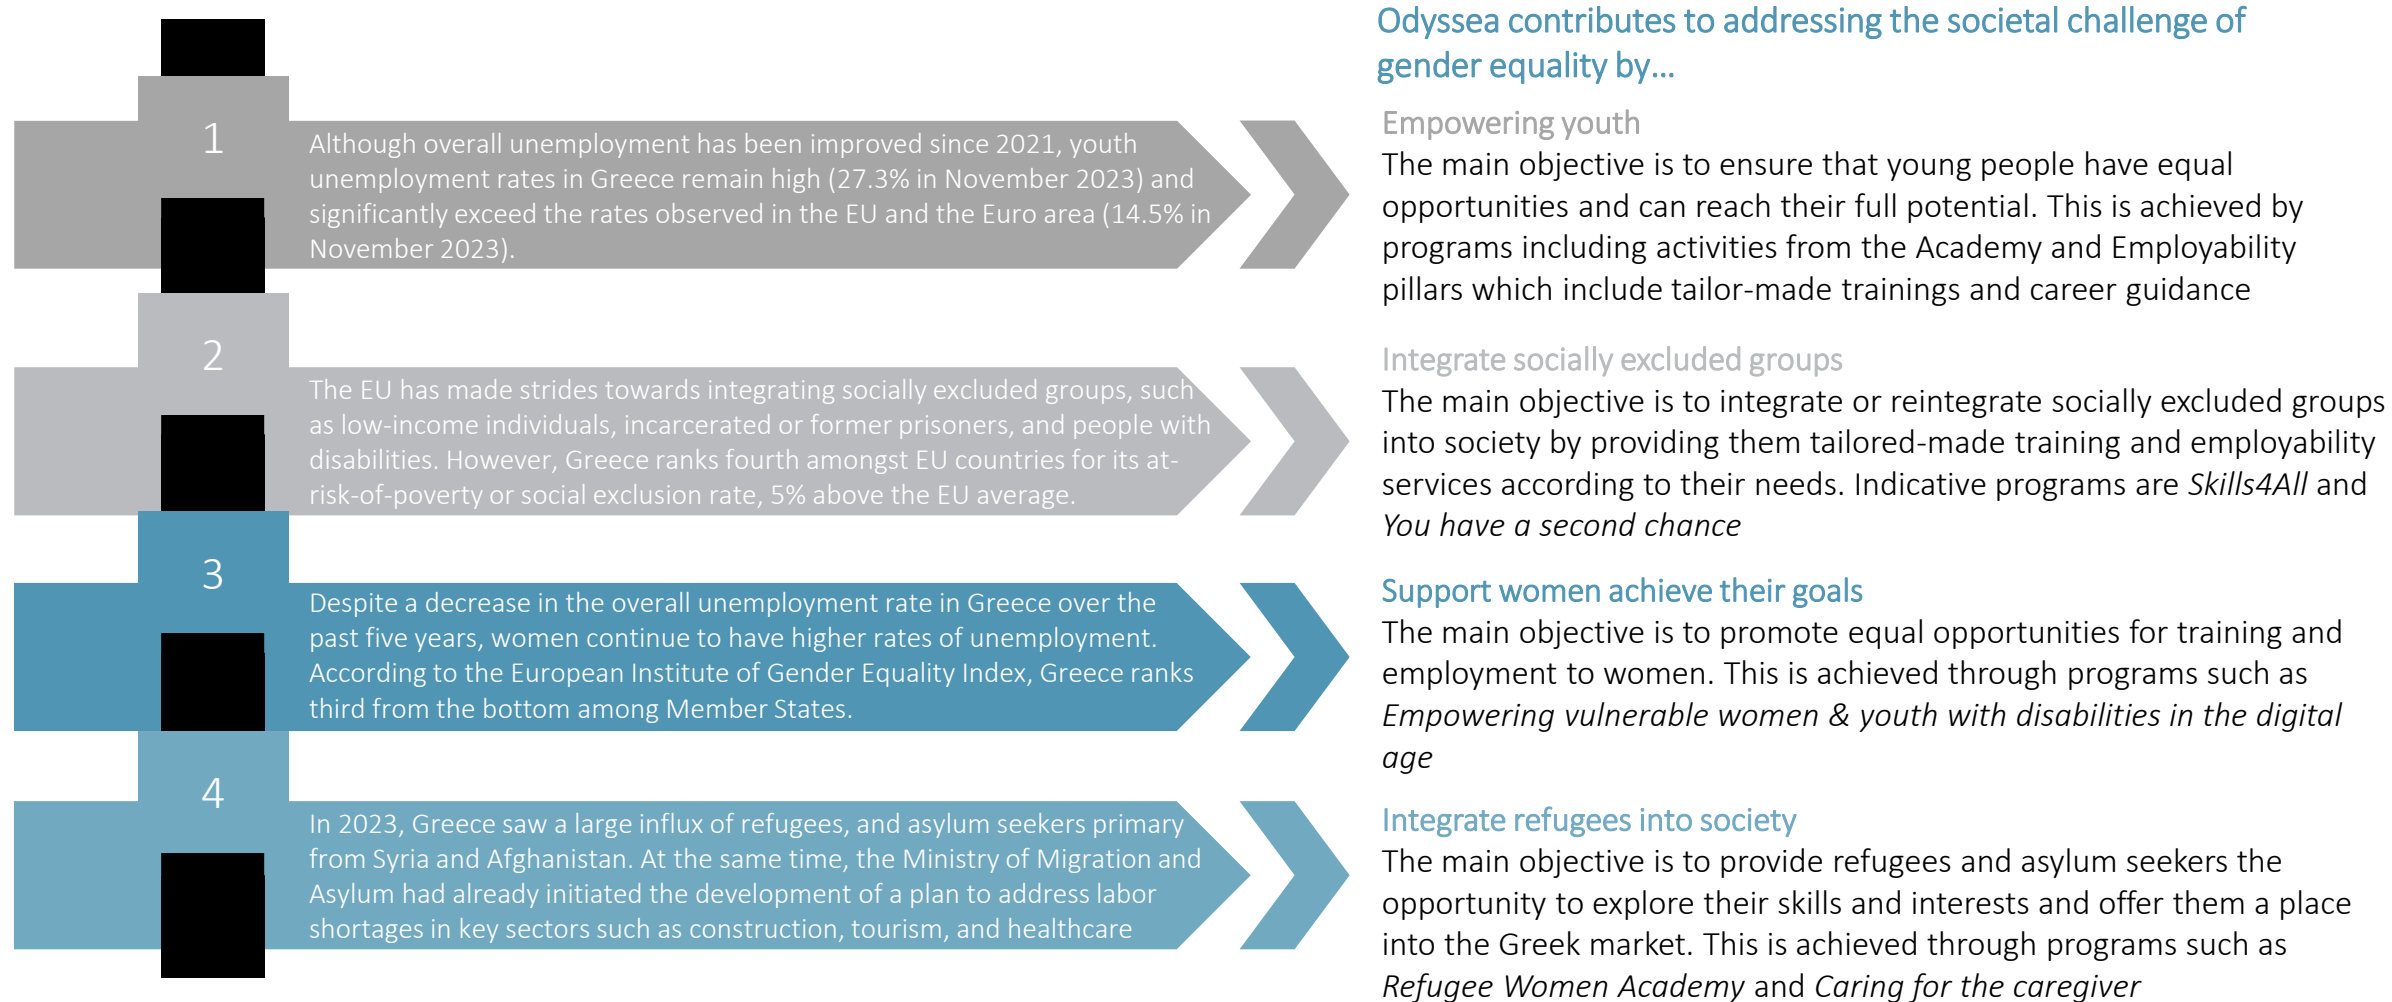 Odyssea contributes to addressing the societal challenge of
gender equality by...
1
Although overall unemployment has been improved since 2021, youth
unemployment rates in Greece remain high (27.3% in November 2023) and
significantly exceed the rates observed in the EU and the Euro area (14.5% in
November 2023).
Empowering youth
The main objective is to ensure that young people have equal
opportunities and can reach their full potential. This is achieved by
programs including activities from the Academy and Employability
pillars which include tailor-made trainings and career guidance
2
The EU has made strides towards integrating socially excluded groups, such
as low-income individuals, incarcerated or former prisoners, and people with
disabilities. However, Greece ranks fourth amongst EU countries for its at-
risk-of-poverty or social exclusion rate, 5% above the EU average.
Integrate socially excluded groups
The main objective is to integrate or reintegrate socially excluded groups
into society by providing them tailored-made training and employability
services according to their needs. Indicative programs are Skills4All and
You have a second chance
3
Despite a decrease in the overall unemployment rate in Greece over the
past five years, women continue to have higher rates of unemployment.
According to the European Institute of Gender Equality Index, Greece ranks
third from the bottom among Member States.
Support women achieve their goals
The main objective is to promote equal opportunities for training and
employment to women. This is achieved through programs such as
Empowering vulnerable women & youth with disabilities in the digital
age
4
In 2023, Greece saw a large influx of refugees, and asylum seekers primary
from Syria and Afghanistan. At the same time, the Ministry of Migration and
Asylum had already initiated the development of a plan to address labor
shortages in key sectors such as construction, tourism, and healthcare
Integrate refugees into society
The main objective is to provide refugees and asylum seekers the
opportunity to explore their skills and interests and offer them a place
into the Greek market. This is achieved through programs such as
Refugee Women Academy and Caring for the caregiver